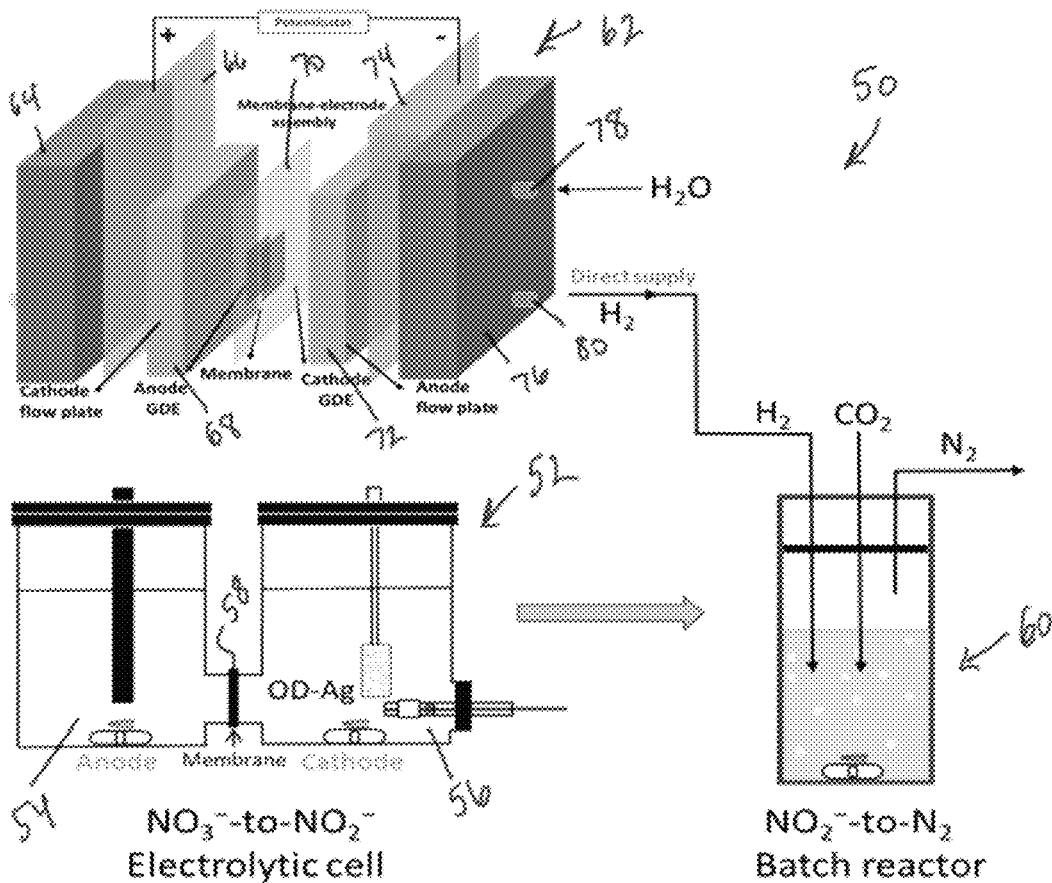 Potentiostat
+
-
62
64
66
70
74
50
Membrane-electrode
assembly
78
H₂O
Direct supply
H₂
80
76
Cathode
flow plate
Anode
GDE
Membrane
Cathode
GDE
Anode
flow plate
68
72
H₂
CO₂
N₂
52
58
60
OD-Ag
54
Anode
Membrane
Cathode
56
NO₃⁻-to-NO₂⁻
Electrolytic cell
NO₂⁻-to-N₂
Batch reactor